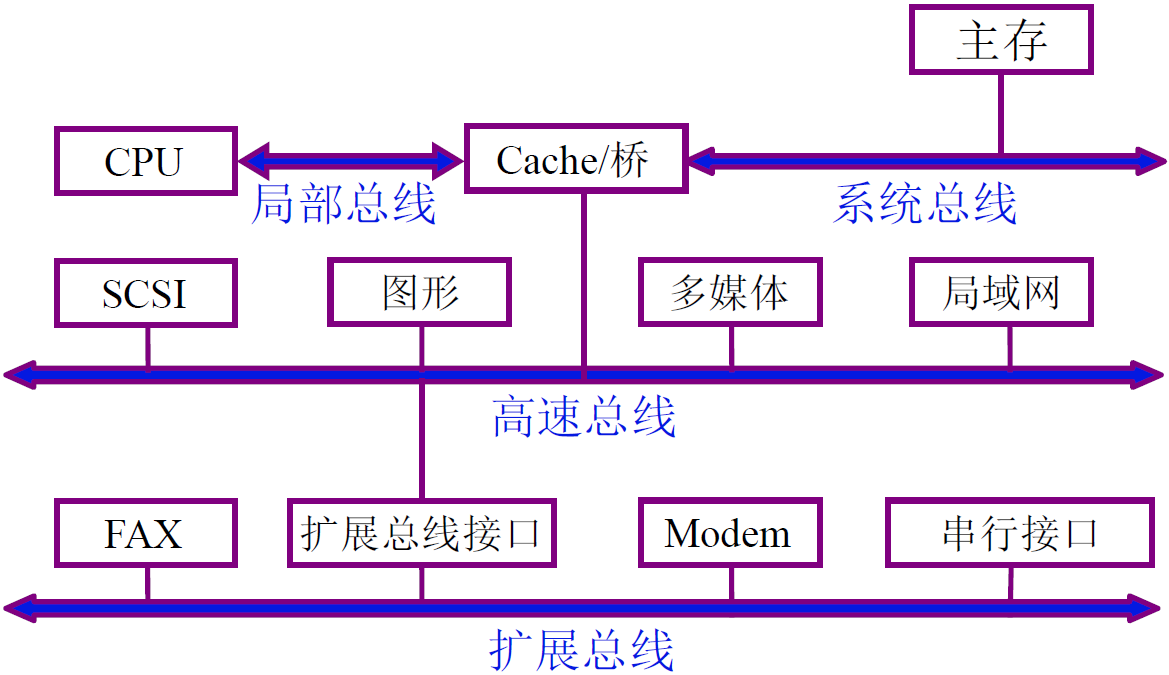 主存
CPU
Cache/桥
局部总线
系统总线
SCSI
图形
多媒体
局域网
高速总线
FAX
扩展总线接口
Modem
串行接口
扩展总线